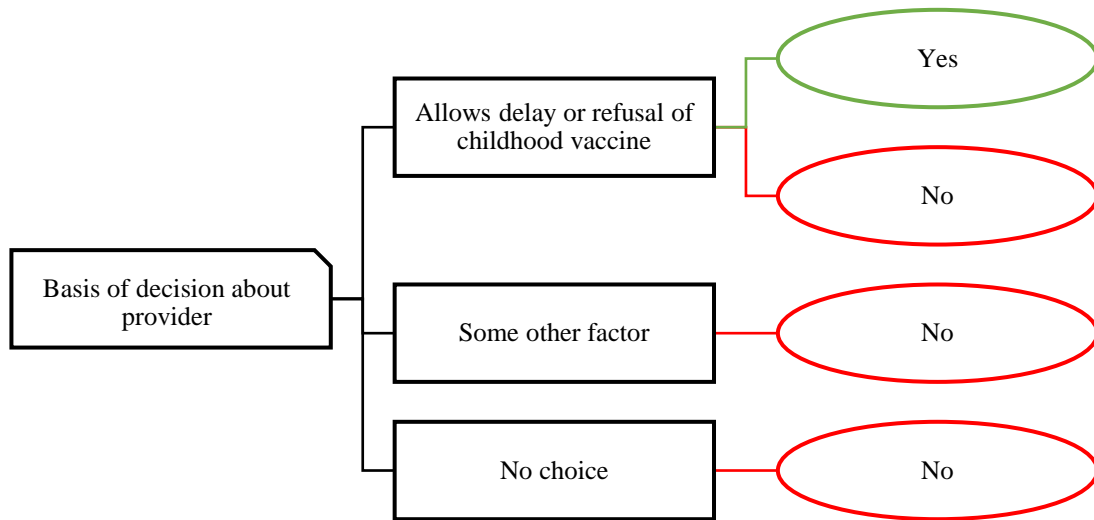 Basis of decision about
provider
Allows delay or refusal of
childhood vaccine
Yes
No
Some other factor
No
No choice
No